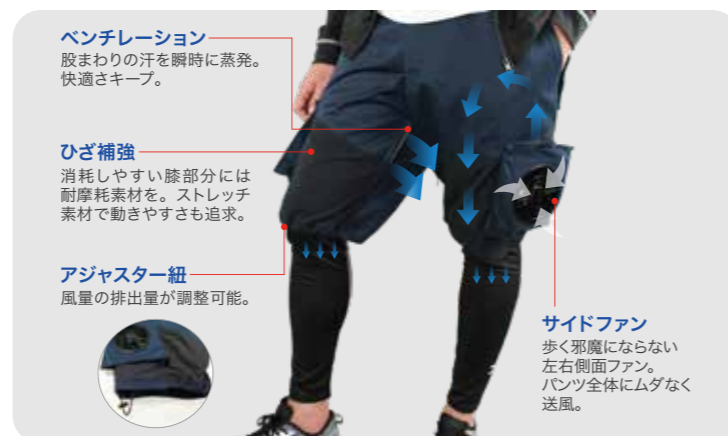 ベンチレーション
股まわりの汗を瞬時に蒸発。
快適さキープ。
ひざ補強
消耗しやすい膝部分には
耐摩耗素材を。ストレッチ
素材で動きやすさも追求。
アジャスター紐
風量の排出量が調整可能。
サイドファン
歩く邪魔にならない
左右側面ファン。
パンツ全体にムダなく
送風。